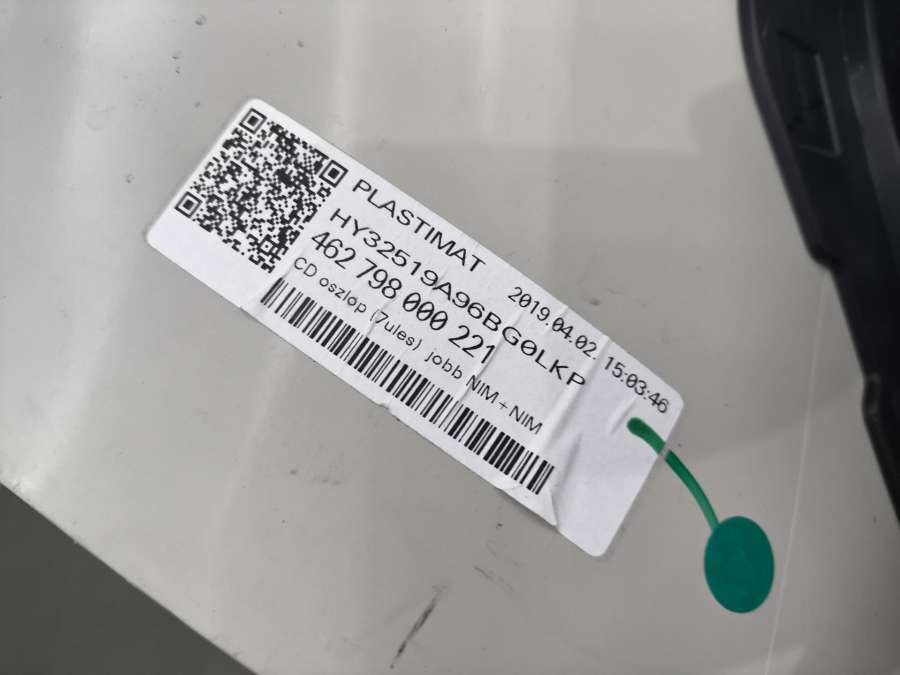 PLASTIMAT
2019.04.02. 15:03:46
HY32519A96BG0LKP
462 798 000 221
CD oszlop (7ules) jobb NIM+NIM